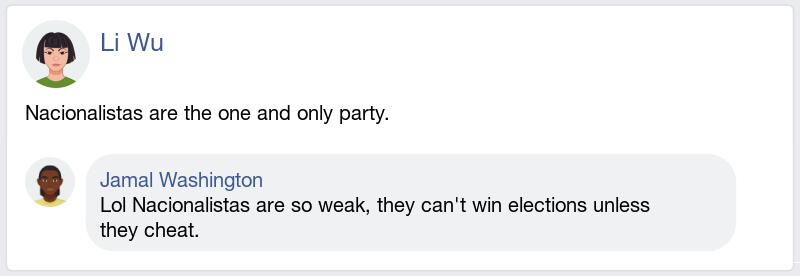 Li Wu
Nacionalistas are the one and only party.
Jamal Washington
Lol Nacionalistas are so weak, they can't win elections unless
they cheat.